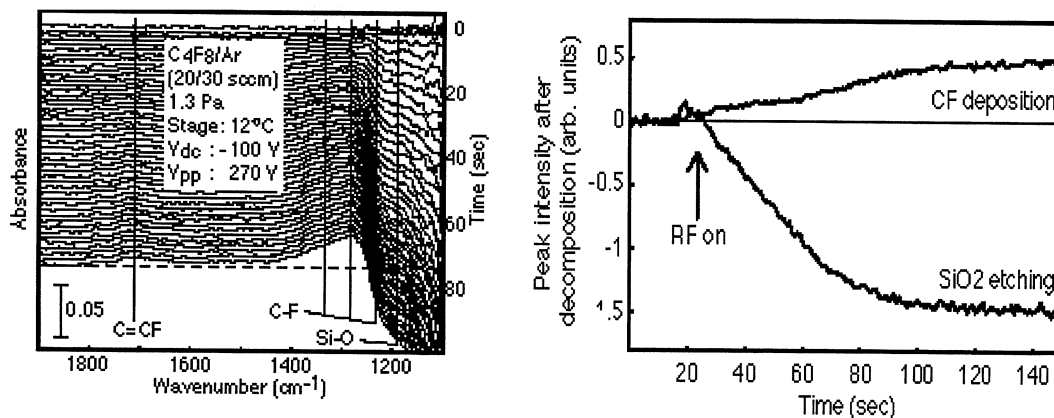 Absorbance
C4F8/Ar
(20/30 sccm)
1.3 Pa
Stage: 12°C
Ydc : -100 Y
Ypp : 270 Y
0.05
C=CF
C-F
Si-O
1800 1600 1400 1200
Wavenumber (cm-1)
0
20
40
60
80
Time (sec)
Peak intensity after
decomposition (arb. units)
0.5
0
-0.5
-1
-1.5
CF deposition
RF on
SiO2 etching
20 40 60 80 100 120 140
Time (sec)